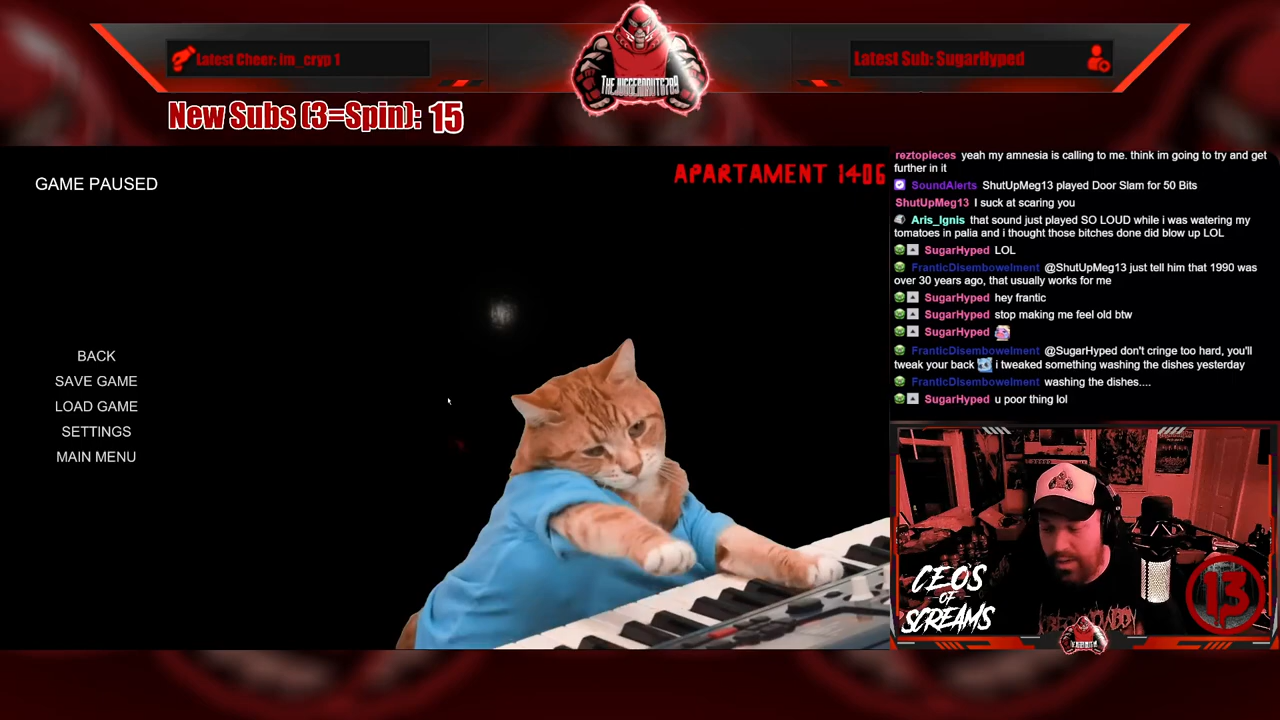 Latest Cheer: im_cryp 1
THEJUGGERNAUT6789
Latest Sub: SugarHyped
New Subs (3=Spin): 15
GAME PAUSED
APARTAMENT 1406
BACK
SAVE GAME
LOAD GAME
SETTINGS
MAIN MENU
reztopieces yeah my amnesia is calling to me. think im going to try and get
further in it
SoundAlerts ShutUpMeg13 played Door Slam for 50 Bits
ShutUpMeg13 I suck at scaring you
Aris_Ignis that sound just played SO LOUD while i was watering my
tomatoes in palia and i thought those bitches done did blow up LOL
SugarHyped LOL
FranticDisembowelment @ShutUpMeg13 just tell him that 1990 was
over 30 years ago, that usually works for me
SugarHyped hey frantic
SugarHyped stop making me feel old btw
SugarHyped
FranticDisembowelment @SugarHyped don't cringe too hard, you'll
tweak your back i tweaked something washing the dishes yesterday
FranticDisembowelment washing the dishes....
SugarHyped u poor thing lol
CEOS
OF
SCREAMS
13